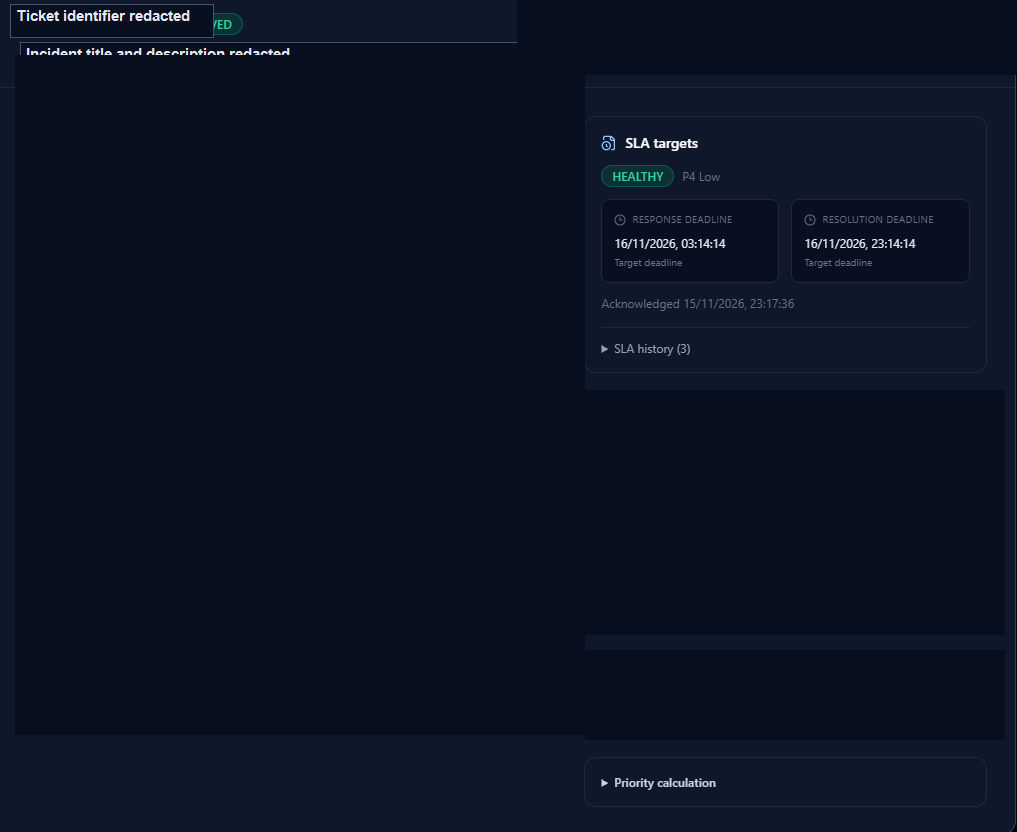 Ticket identifier redacted
VED
Incident title and description redacted
SLA targets
HEALTHY P4 Low
RESPONSE DEADLINE
16/11/2026, 03:14:14
Target deadline
RESOLUTION DEADLINE
16/11/2026, 23:14:14
Target deadline
Acknowledged 15/11/2026, 23:17:36
SLA history (3)
Priority calculation